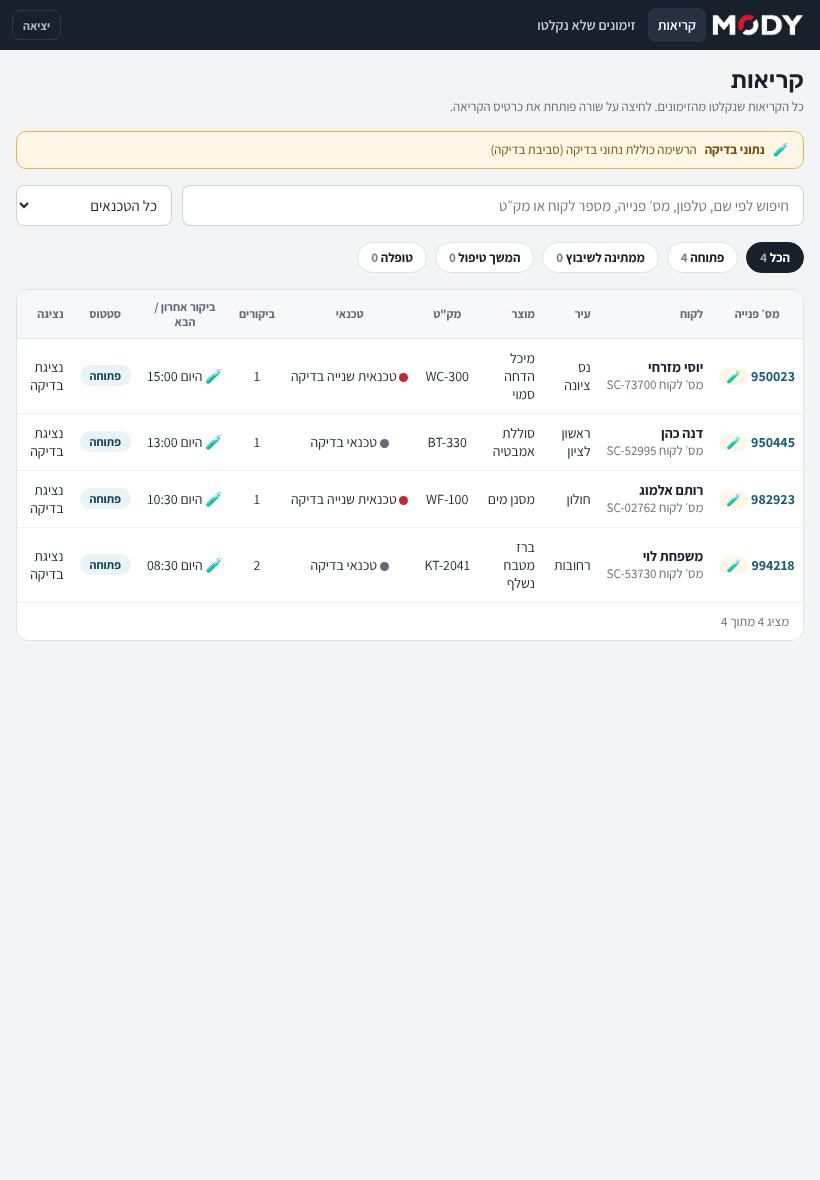 MODY
קריאות
זימונים שלא נקלטו
יציאה
קריאות
כל הקריאות שנקלטו מהזימונים. לחיצה על שורה פותחת את כרטיס הקריאה.
נתוני בדיקה הרשימה כוללת נתוני בדיקה (סביבת בדיקה)
חיפוש לפי שם, טלפון, מס׳ פנייה, מספר לקוח או מק״ט
כל הטכנאים
הכל 4
פתוחה 4
ממתינה לשיבוץ 0
המשך טיפול 0
טופלה 0
מס׳ פנייה
לקוח
עיר
מוצר
מק"ט
טכנאי
ביקורים
ביקור אחרון /
הבא
סטטוס
נציגה
950023
יוסי מזרחי
מס׳ לקוח SC-73700
נס
ציונה
מיכל
הדחה
סמוי
WC-300
טכנאית שנייה בדיקה
1
היום 15:00
פתוחה
נציגת
בדיקה
950445
דנה כהן
מס׳ לקוח SC-52995
ראשון
לציון
סוללת
אמבטיה
BT-330
טכנאי בדיקה
1
היום 13:00
פתוחה
נציגת
בדיקה
982923
רותם אלמוג
מס׳ לקוח SC-02762
חולון
מסנן מים
WF-100
טכנאית שנייה בדיקה
1
היום 10:30
פתוחה
נציגת
בדיקה
994218
משפחת לוי
מס׳ לקוח SC-53730
רחובות
ברז
מטבח
נשלף
KT-2041
טכנאי בדיקה
2
היום 08:30
פתוחה
נציגת
בדיקה
מציג 4 מתוך 4